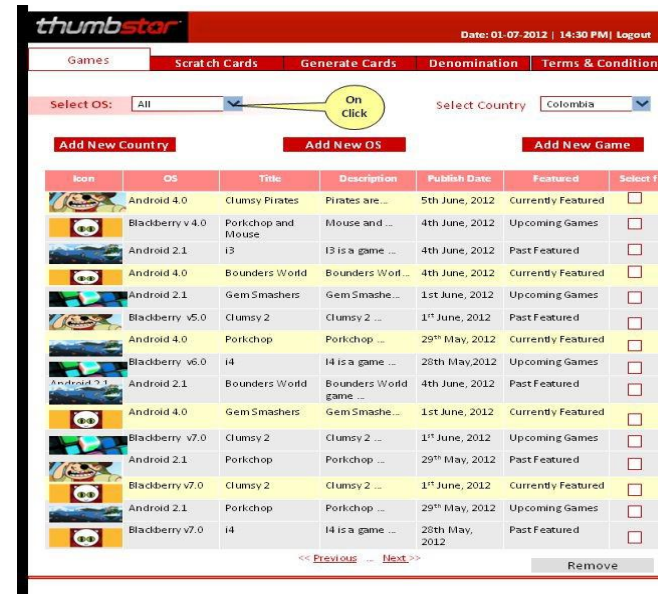 thumbstar
Date: 01-07-2012 | 14:30 PM| Logout
Games Scratch Cards Generate Cards Denomination Terms & Condition
Select OS: All On Click Select Country Colombia
Add New Country Add New OS Add New Game
Icon OS Title Description Publish Date Featured Select f
Android 4.0 Clumsy Pirates Pirates are... 5th June, 2012 Currently Featured
Blackberry v 4.0 Porkchop and Mouse Mouse and ... 4th June, 2012 Upcoming Games
Android 2.1 i3 I3 is a game ... 4th June, 2012 Past Featured
Android 4.0 Bounders World Bounders Worl... 4th June, 2012 Currently Featured
Android 2.1 Gem Smashers Gem Smashe... 1st June, 2012 Upcoming Games
Blackberry v5.0 Clumsy 2 Clumsy 2 ... 1st June, 2012 Past Featured
Android 4.0 Porkchop Porkchop ... 29th May, 2012 Currently Featured
Blackberry v6.0 i4 I4 is a game ... 28th May,2012 Upcoming Games
Android 2.1 Android 2.1 Bounders World Bounders World game ... 4th June, 2012 Past Featured
Android 4.0 Gem Smashers Gem Smashe... 1st June, 2012 Currently Featured
Blackberry v7.0 Clumsy 2 Clumsy 2 ... 1st June, 2012 Upcoming Games
Android 2.1 Porkchop Porkchop ... 29th May, 2012 Past Featured
Blackberry v7.0 Clumsy 2 Clumsy 2 ... 1st June, 2012 Currently Featured
Android 2.1 Porkchop Porkchop ... 29th May, 2012 Upcoming Games
Blackberry v7.0 i4 I4 is a game ... 28th May, 2012 Past Featured
<< Previous ... Next >>
Remove